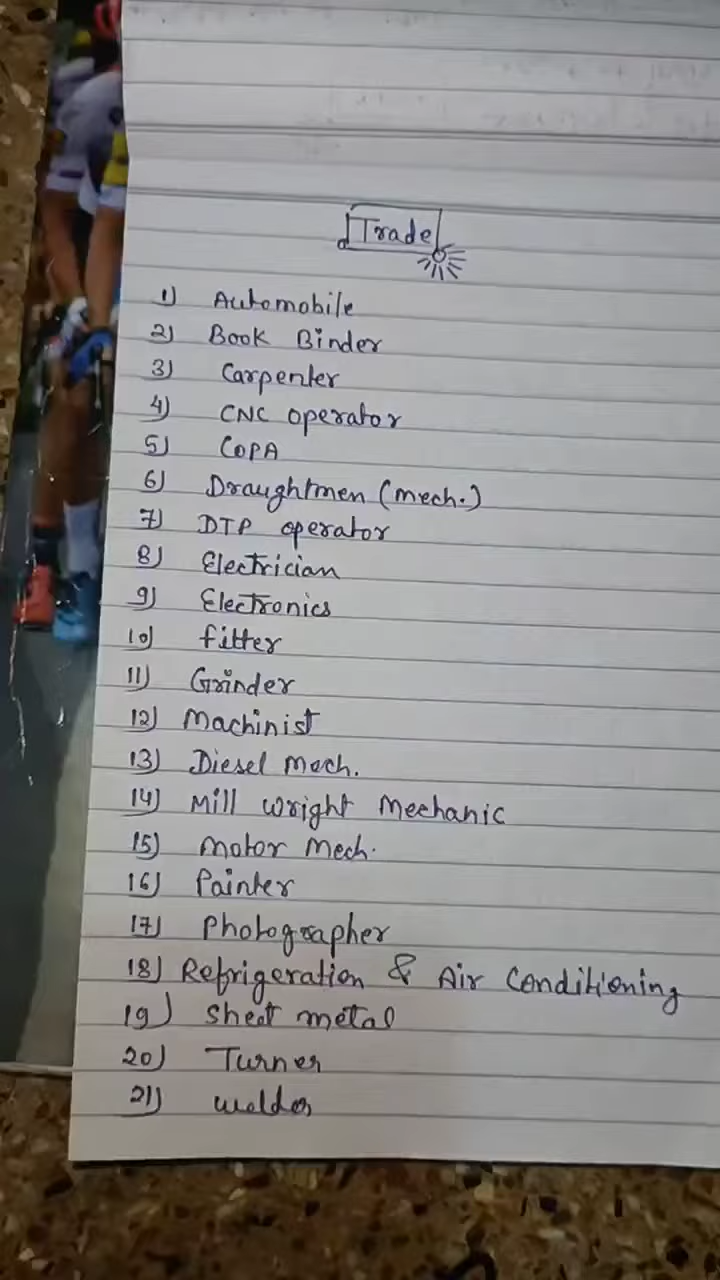 Trade
1) Automobile
2) Book Binder
3) Carpenter
4) CNC operator
5) COPA
6) Draughtmen (mech.)
7) DTP operator
8) Electrician
9) Electronics
10) fitter
11) Grinder
12) Machinist
13) Diesel mech.
14) Mill wright Mechanic
15) Motor Mech.
16) Painter
17) Photographer
18) Refrigeration & Air Conditioning
19) Sheet metal
20) Turner
21) welder